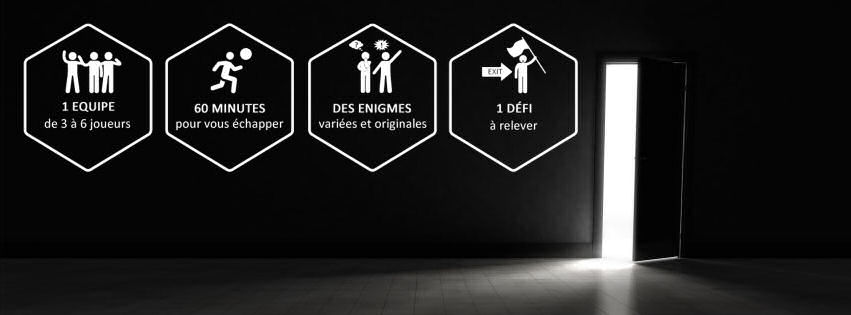 1 EQUIPE
de 3 à 6 joueurs
60 MINUTES
pour vous échapper
? !
DES ENIGMES
variées et originales
EXIT
1 DÉFI
à relever